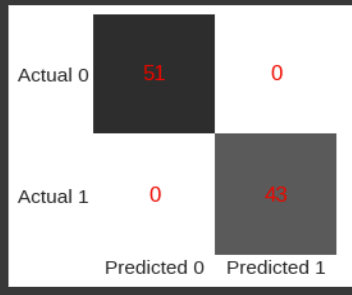 Actual 0 51 0
Actual 1 0 43
Predicted 0 Predicted 1